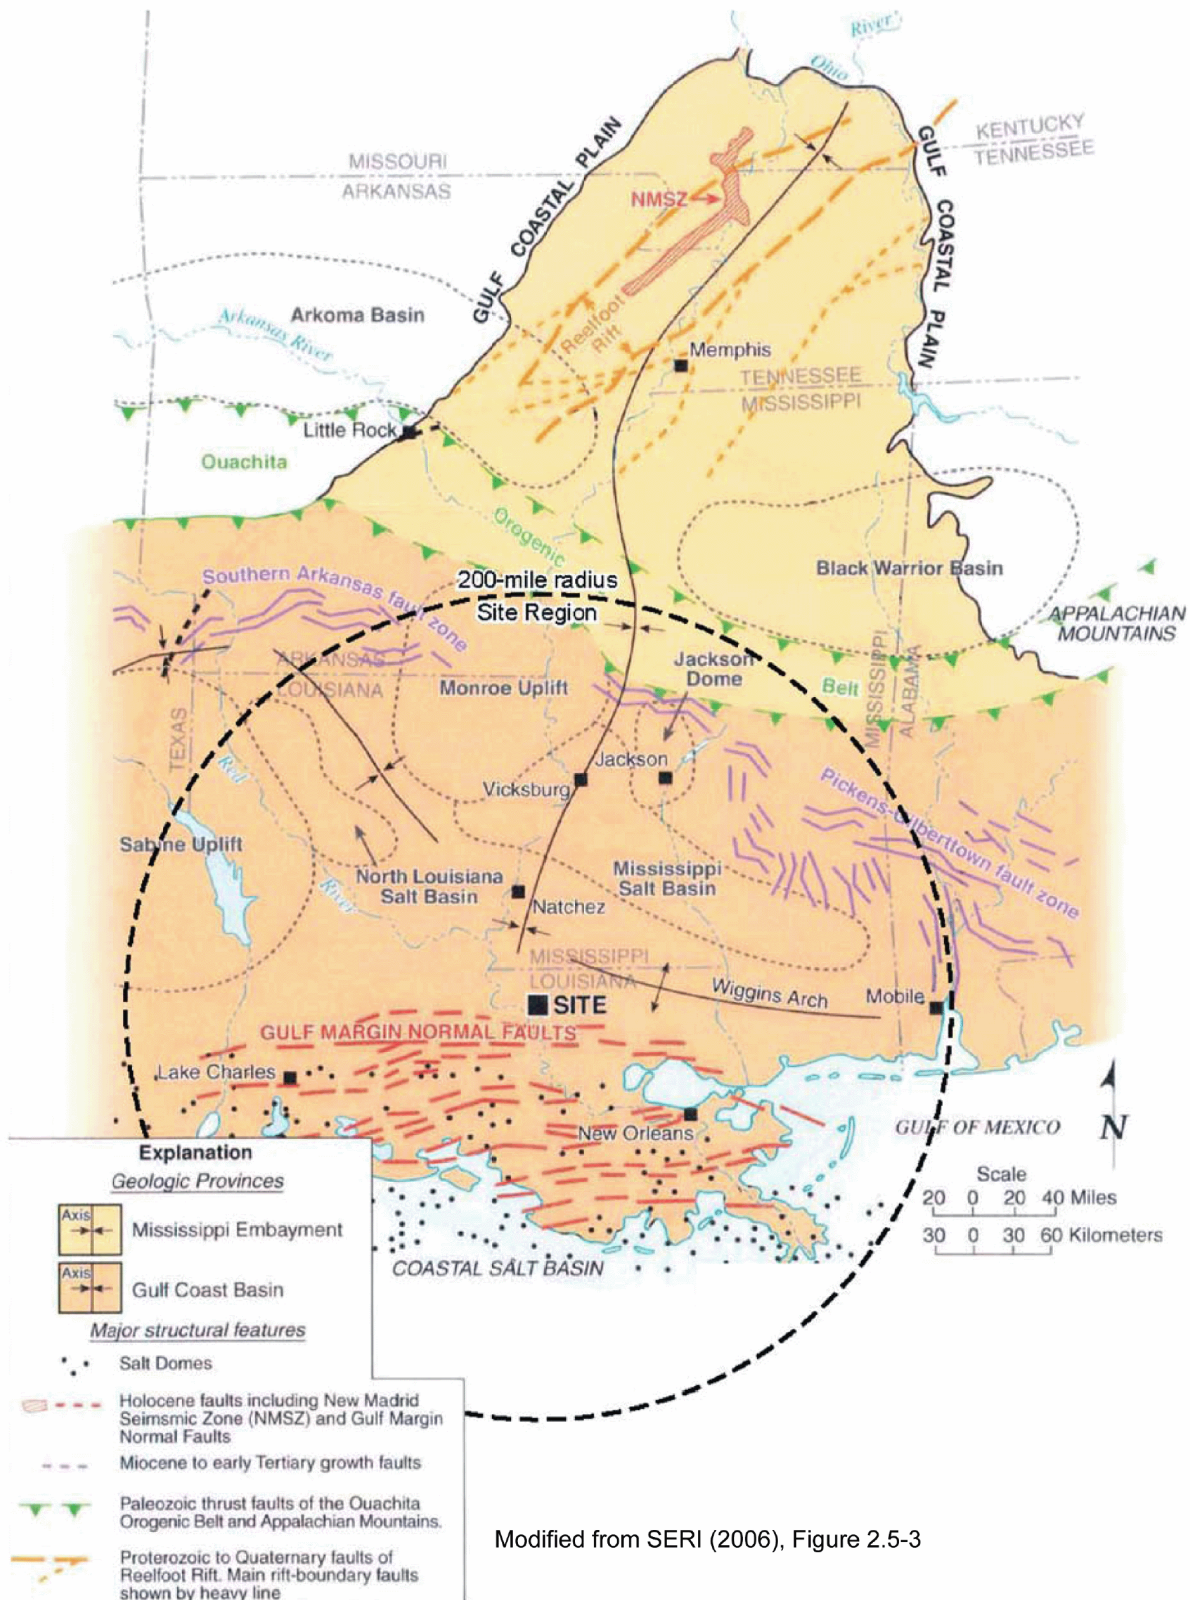 River
Ohio
KENTUCKY
TENNESSEE
GULF COASTAL PLAIN
GULF COASTAL PLAIN
MISSOURI
ARKANSAS
NMSZ
Arkoma Basin
Arkansas River
Reelfoot
Rift
Memphis
TENNESSEE
MISSISSIPPI
Little Rock
Ouachita
Orogenic
Black Warrior Basin
200-mile radius
Site Region
Southern Arkansas fault zone
APPALACHIAN
MOUNTAINS
ARKANSAS
LOUISIANA
Monroe Uplift
Jackson
Dome
Belt
MISSISSIPPI
ALABAMA
TEXAS
Red
Jackson
Vicksburg
Pickens-Gilberttown fault zone
Sabine Uplift
North Louisiana
Salt Basin
Mississippi
Salt Basin
River
Natchez
MISSISSIPPI
LOUISIANA
Wiggins Arch
Mobile
SITE
GULF MARGIN NORMAL FAULTS
Lake Charles
New Orleans
GULF OF MEXICO
N
COASTAL SALT BASIN
Scale
20 0 20 40 Miles
30 0 30 60 Kilometers
Explanation
Geologic Provinces
Axis
Mississippi Embayment
Axis
Gulf Coast Basin
Major structural features
Salt Domes
Holocene faults including New Madrid
Seimsmic Zone (NMSZ) and Gulf Margin
Normal Faults
Miocene to early Tertiary growth faults
Paleozoic thrust faults of the Ouachita
Orogenic Belt and Appalachian Mountains.
Proterozoic to Quaternary faults of
Reelfoot Rift. Main rift-boundary faults
shown by heavy line
Modified from SERI (2006), Figure 2.5-3